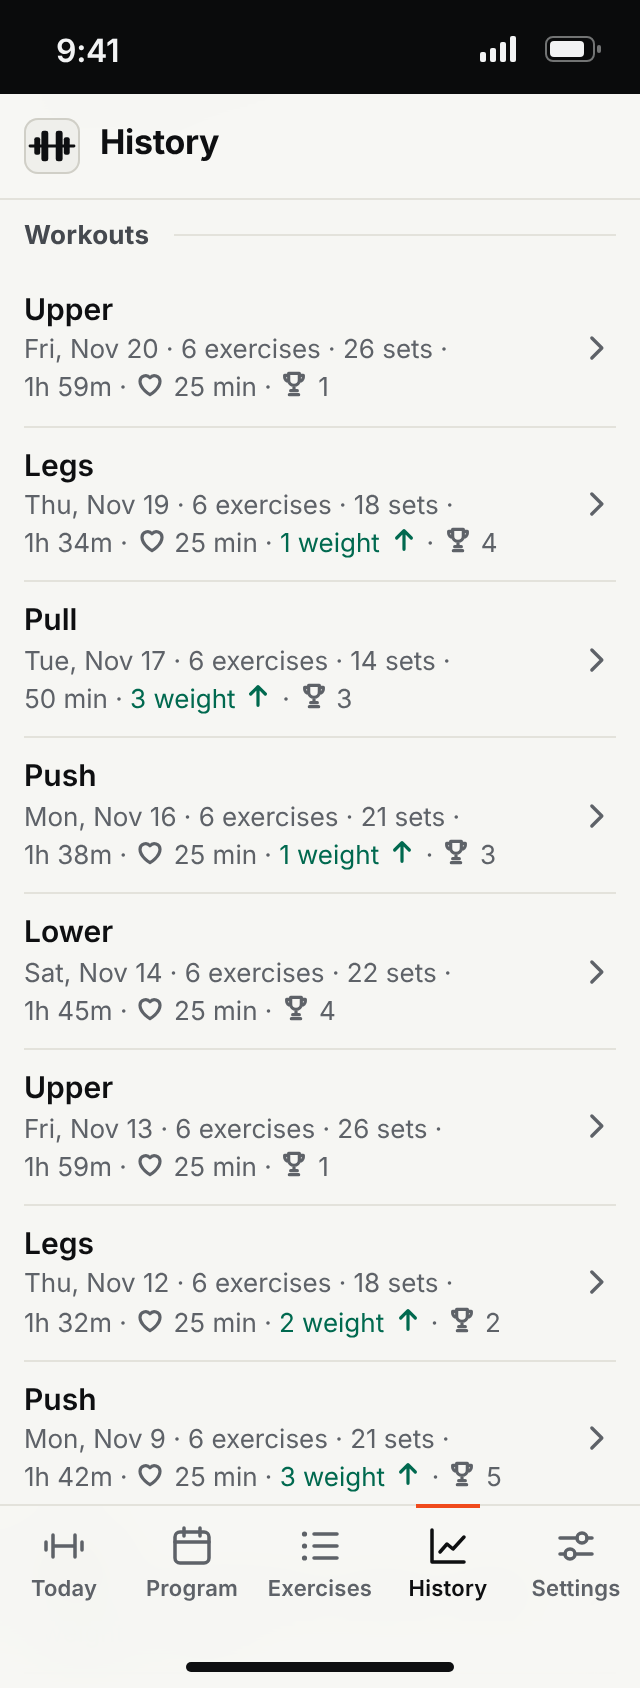 9:41
History
Workouts
Upper
Fri, Nov 20 · 6 exercises · 26 sets ·
1h 59m · 25 min · 1
Legs
Thu, Nov 19 · 6 exercises · 18 sets ·
1h 34m · 25 min · 1 weight ↑ · 4
Pull
Tue, Nov 17 · 6 exercises · 14 sets ·
50 min · 3 weight ↑ · 3
Push
Mon, Nov 16 · 6 exercises · 21 sets ·
1h 38m · 25 min · 1 weight ↑ · 3
Lower
Sat, Nov 14 · 6 exercises · 22 sets ·
1h 45m · 25 min · 4
Upper
Fri, Nov 13 · 6 exercises · 26 sets ·
1h 59m · 25 min · 1
Legs
Thu, Nov 12 · 6 exercises · 18 sets ·
1h 32m · 25 min · 2 weight ↑ · 2
Push
Mon, Nov 9 · 6 exercises · 21 sets ·
1h 42m · 25 min · 3 weight ↑ · 5
Today Program Exercises History Settings